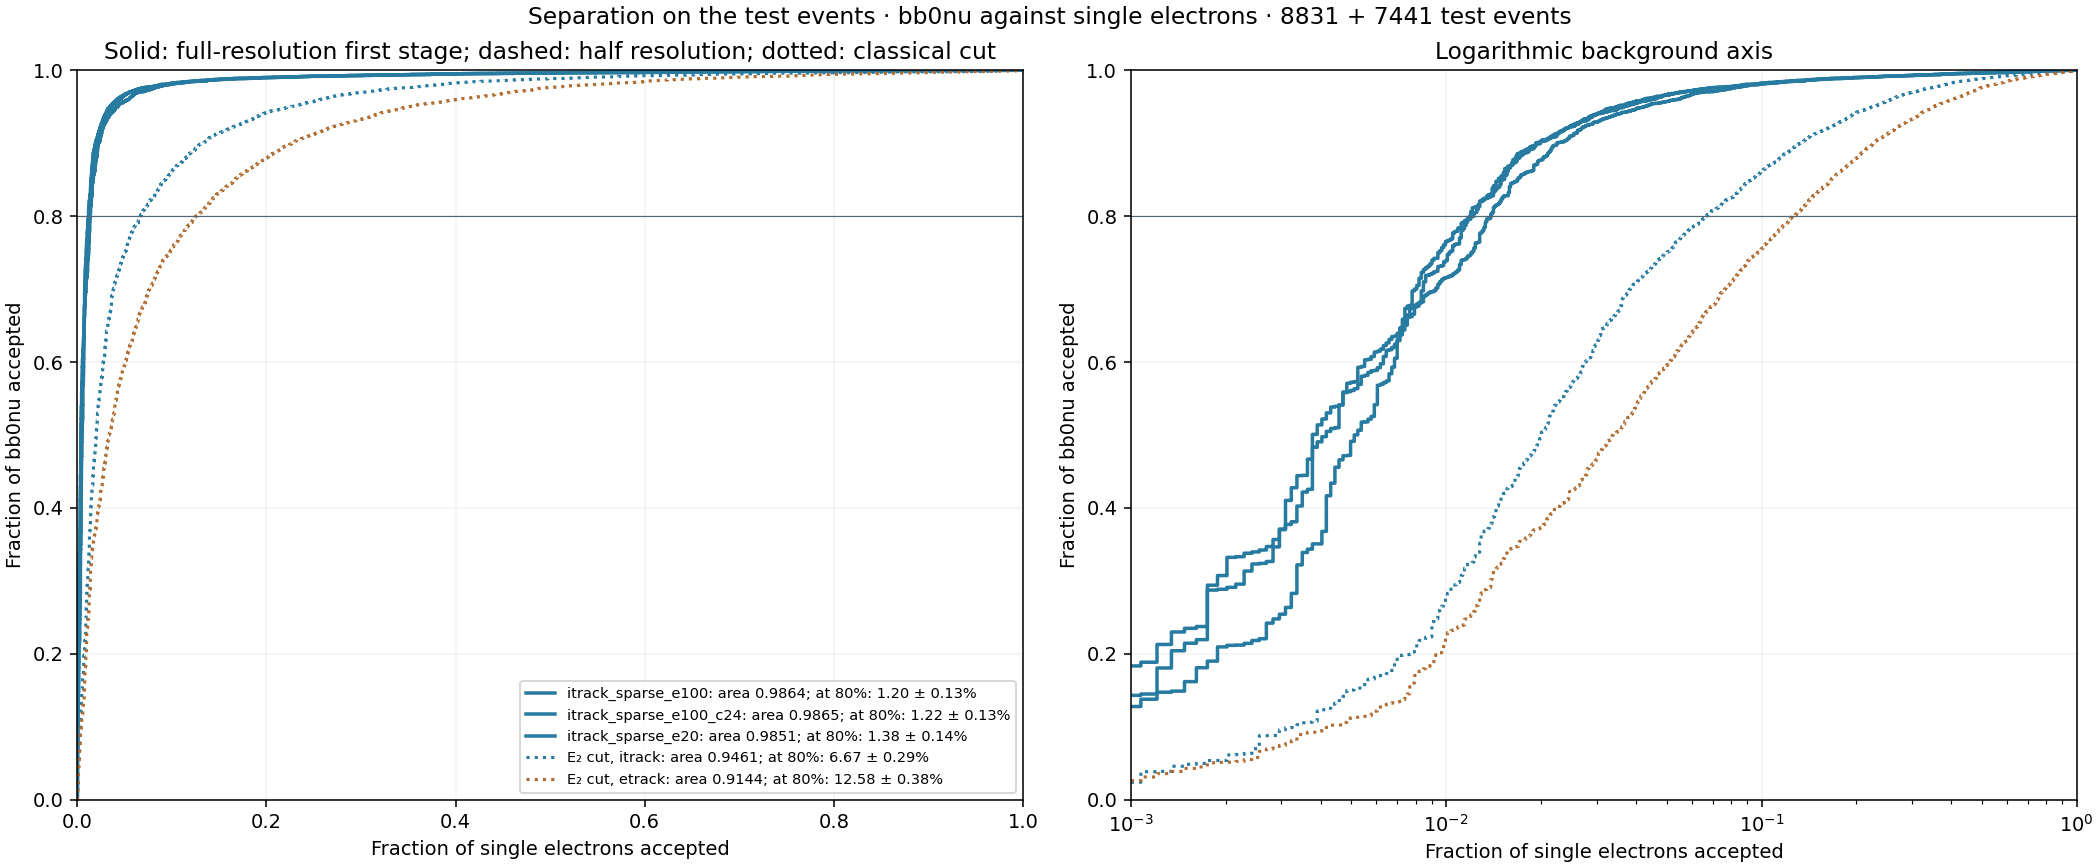 Separation on the test events · bb0nu against single electrons · 8831 + 7441 test events
Solid: full-resolution first stage; dashed: half resolution; dotted: classical cut
Fraction of bb0nu accepted
1.0
0.8
0.6
0.4
0.2
0.0
itrack_sparse_e100: area 0.9864; at 80%: 1.20 ± 0.13%
itrack_sparse_e100_c24: area 0.9865; at 80%: 1.22 ± 0.13%
itrack_sparse_e20: area 0.9851; at 80%: 1.38 ± 0.14%
E₂ cut, itrack: area 0.9461; at 80%: 6.67 ± 0.29%
E₂ cut, etrack: area 0.9144; at 80%: 12.58 ± 0.38%
0.0 0.2 0.4 0.6 0.8 1.0
Fraction of single electrons accepted
Logarithmic background axis
Fraction of bb0nu accepted
1.0
0.8
0.6
0.4
0.2
0.0
10⁻³ 10⁻² 10⁻¹ 10⁰
Fraction of single electrons accepted